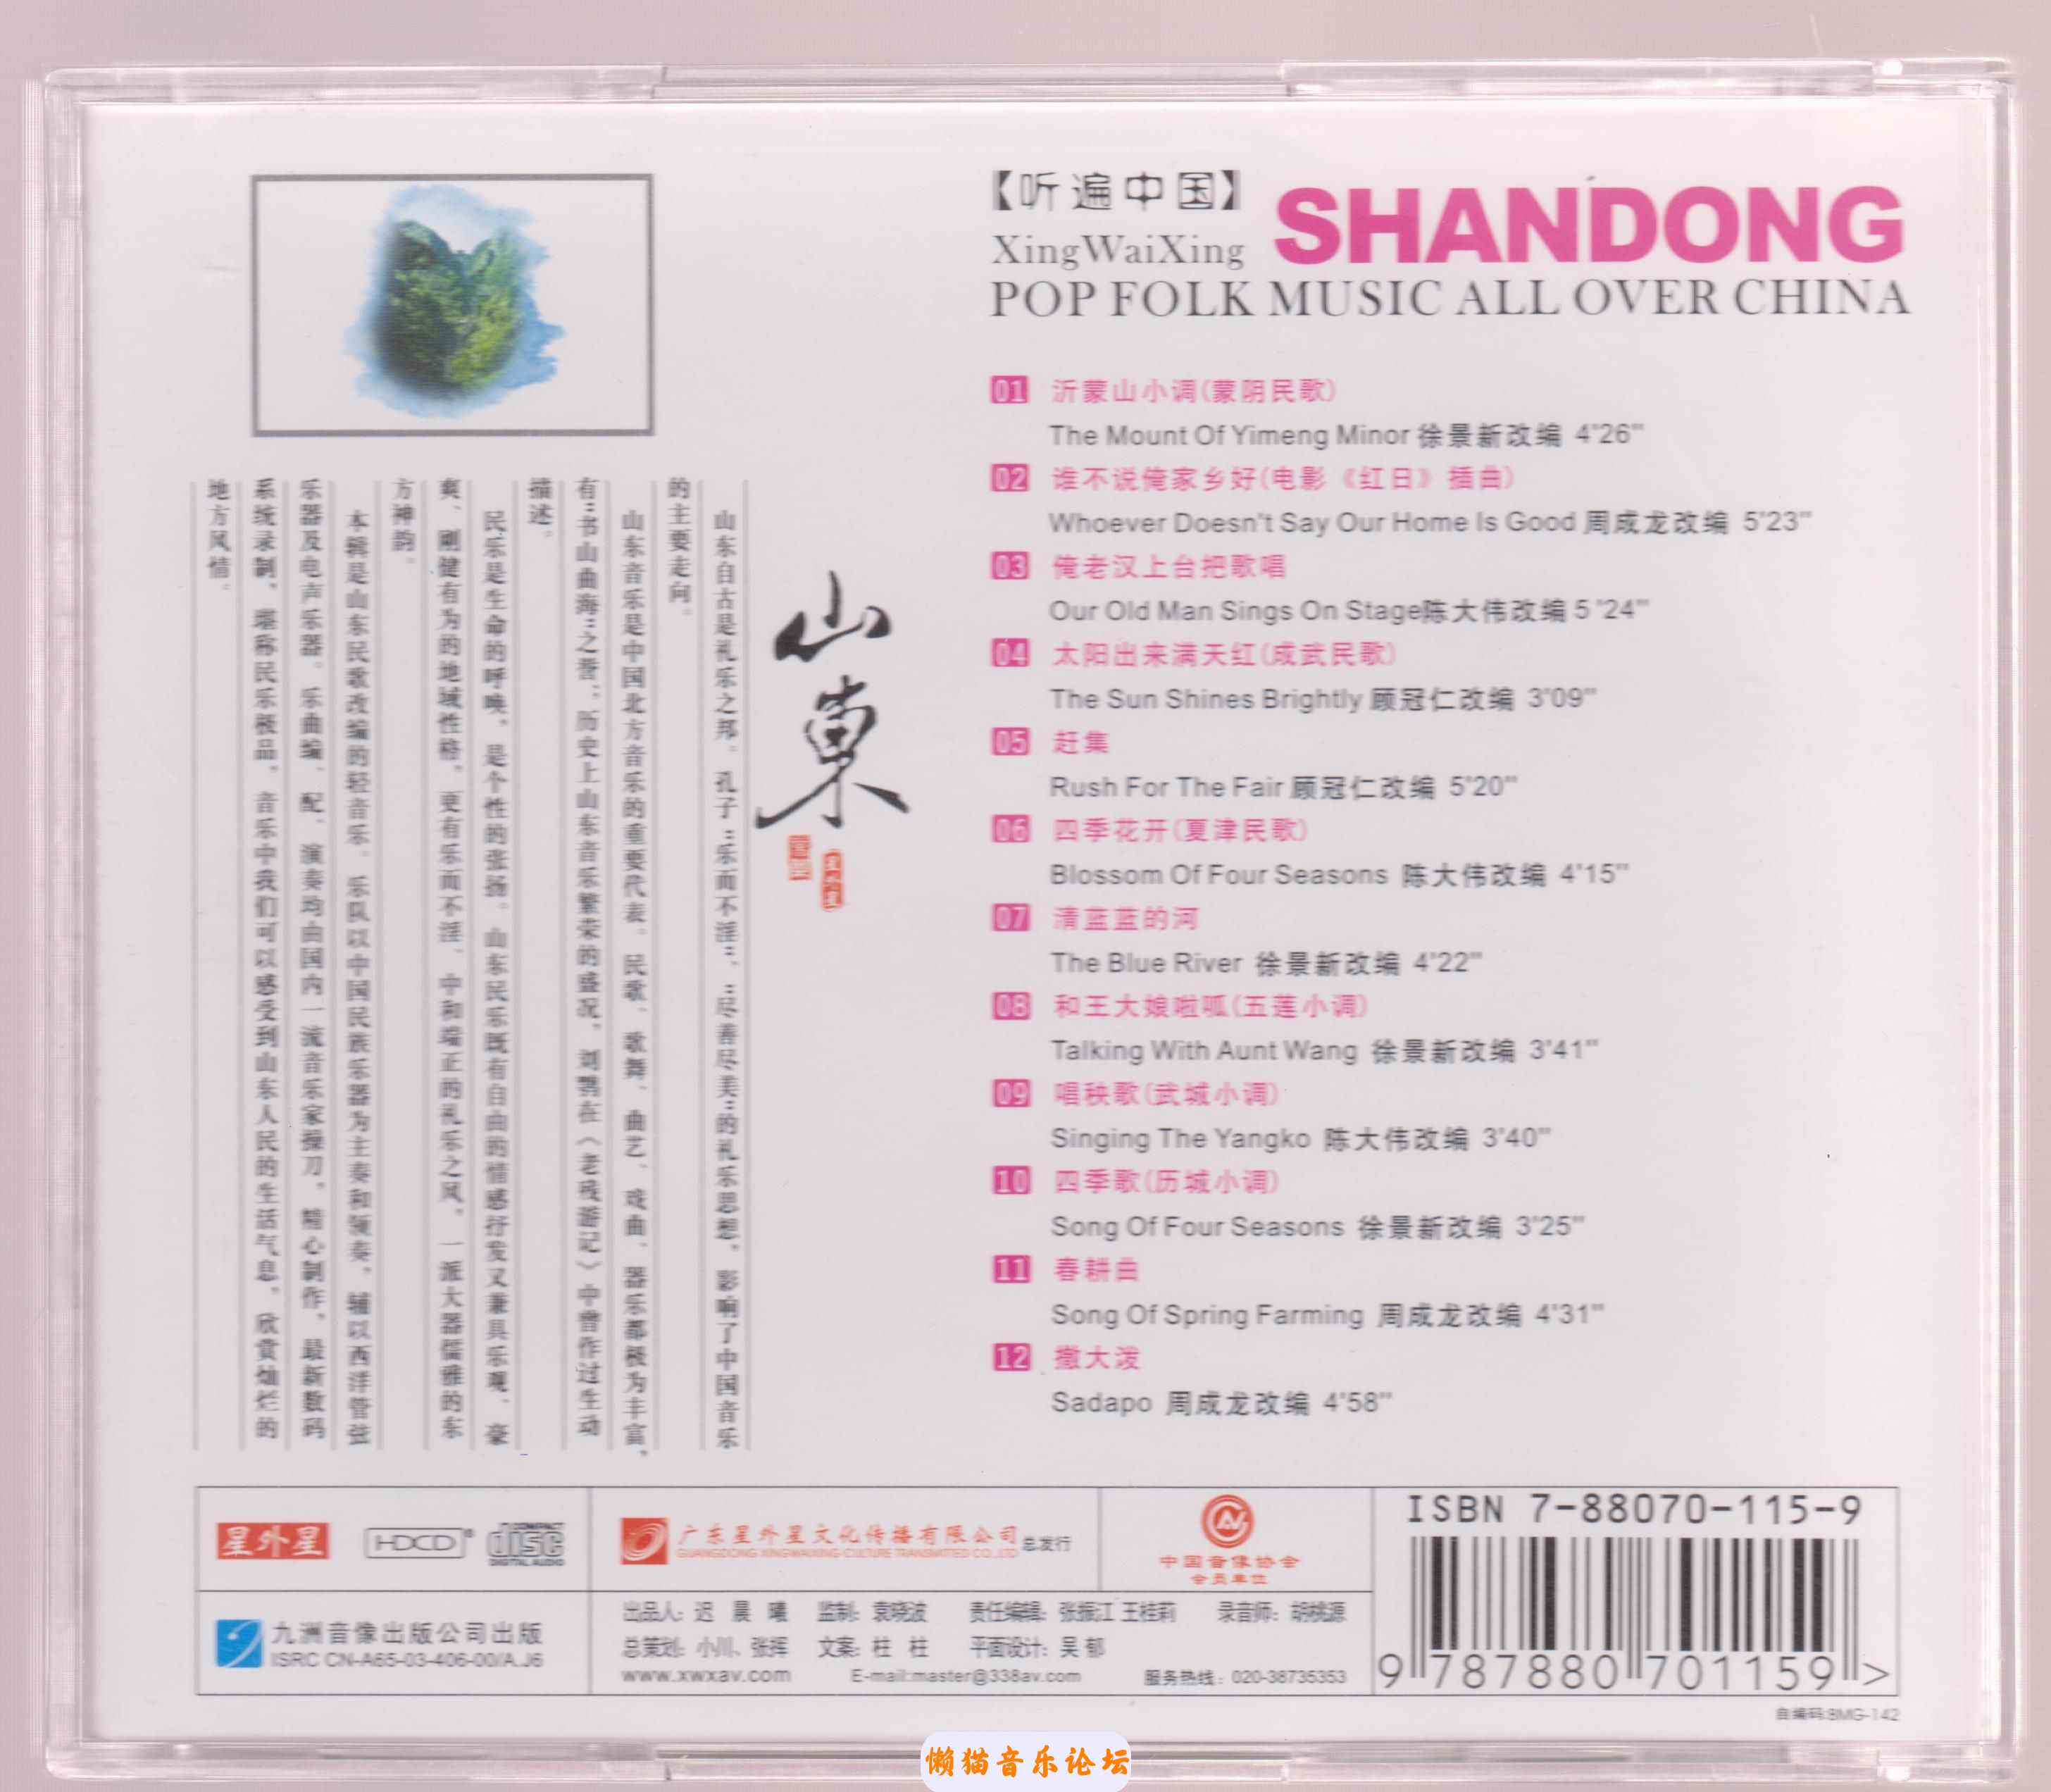 【听遍中国】
XingWaiXing
SHANDONG
POP FOLK MUSIC ALL OVER CHINA
01 沂蒙山小调(蒙阴民歌)
The Mount Of Yimeng Minor 徐景新改编 4'26"
02 谁不说俺家乡好(电影《红日》插曲)
Whoever Doesn't Say Our Home Is Good 周成龙改编 5'23"
03 俺老汉上台把歌唱
Our Old Man Sings On Stage陈大伟改编 5'24"
04 太阳出来满天红(成武民歌)
The Sun Shines Brightly 顾冠仁改编 3'09"
05 赶集
Rush For The Fair 顾冠仁改编 5'20"
06 四季花开(夏津民歌)
Blossom Of Four Seasons 陈大伟改编 4'15"
07 清蓝蓝的河
The Blue River 徐景新改编 4'22"
08 和王大娘啦呱(五莲小调)
Talking With Aunt Wang 徐景新改编 3'41"
09 唱秧歌(武城小调)
Singing The Yangko 陈大伟改编 3'40"
10 四季歌(历城小调)
Song Of Four Seasons 徐景新改编 3'25"
11 春耕曲
Song Of Spring Farming 周成龙改编 4'31"
12 撒大泼
Sadapo 周成龙改编 4'58"
山東
山东自古是礼乐之邦。孔子“乐而不淫”、“尽善尽美”的礼乐思想，影响了中国音乐
的主要走向。
山东音乐是中国北方音乐的重要代表。民歌、歌舞、曲艺、戏曲、器乐都极为丰富，
有“书山曲海”之誉；历史上山东音乐繁荣的盛况，刘鹗在《老残游记》中曾作过生动
描述。
民乐是生命的呼唤，是个性的张扬。山东民乐既有自由的情感抒发又兼具乐观、豪
爽、刚健有为的地域性格，更有乐而不淫、中和端正的礼乐之风，一派大器儒雅的东
方神韵。
本辑是山东民歌改编的轻音乐。乐队以中国民族乐器为主奏和领奏，辅以西洋管弦
乐器及电声乐器。乐曲编、配、演奏均由国内一流音乐家操刀，精心制作，最新数码
系统录制，堪称民乐极品，音乐中我们可以感受到山东人民的生活气息，欣赏灿烂的
地方风情。
星外星 HDCD® COMPACT disc DIGITAL AUDIO
广东星外星文化传播有限公司 总发行
GUANGDONG XINGWAIXING CULTURE TRANSMITTED CO.,LTD
中国音像协会
会员单位
ISBN 7-88070-115-9
九洲音像出版公司出版
ISRC CN-A65-03-406-00/A.J6
出品人：迟 晨 曦 监制：袁晓波 责任编辑：张振江 王桂莉 录音师：胡桃源
总策划：小川、张挥 文案：杜 杜 平面设计：吴 郁
www.xwxav.com E-mail:master@338av.com 服务热线：020-38735353
9 787880 701159 >
自编码:BMG-142
懒猫音乐论坛